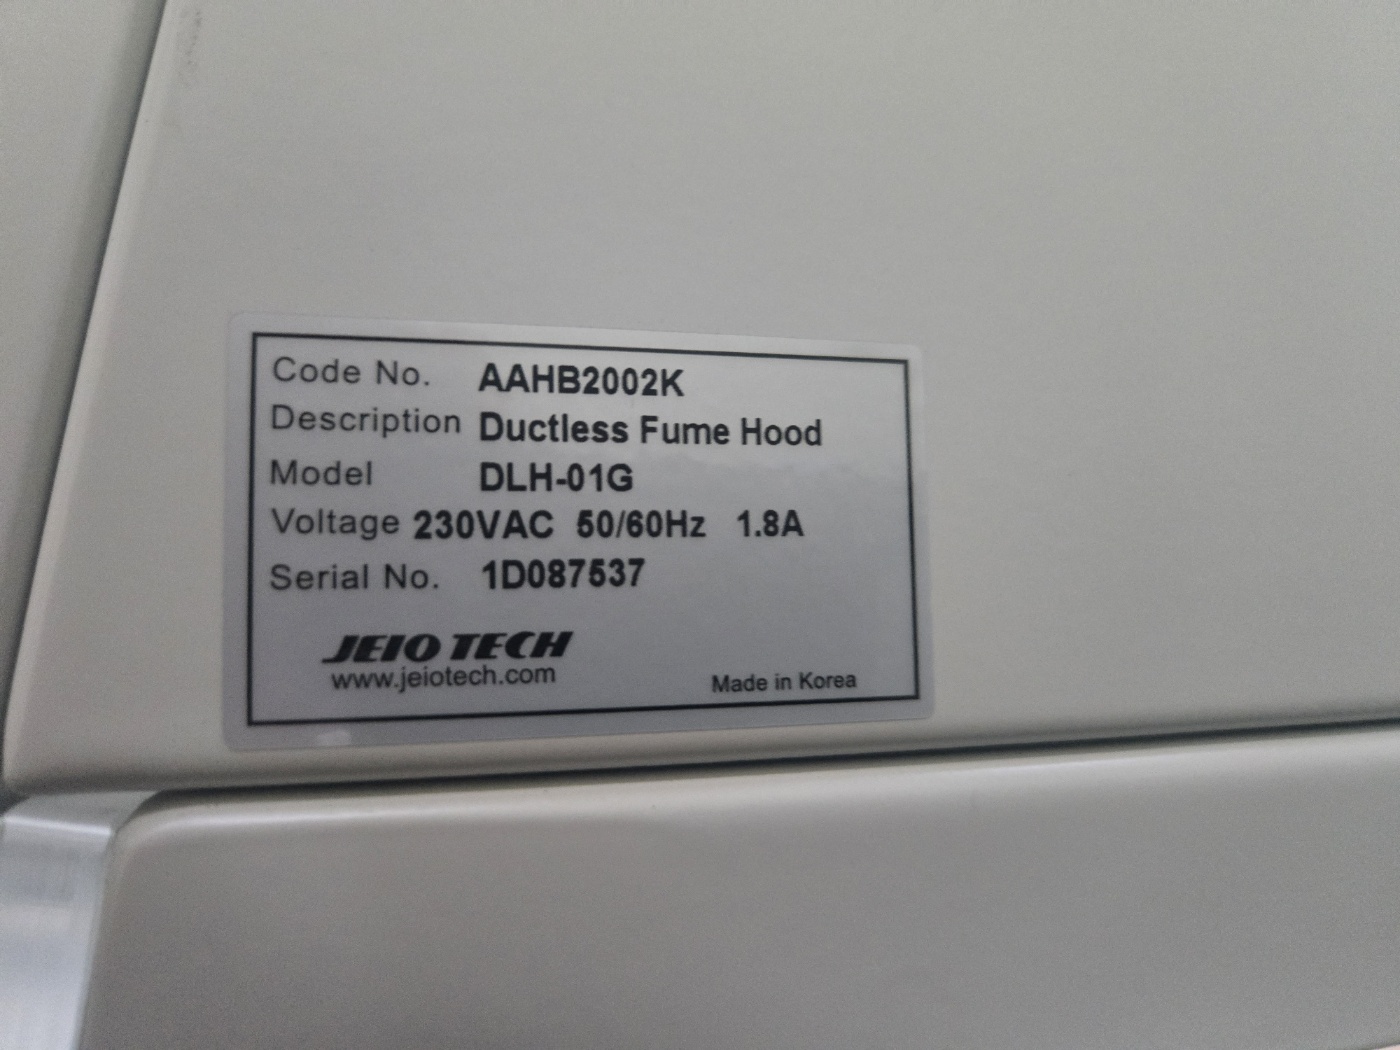 Code No. AAHB2002K
Description Ductless Fume Hood
Model DLH-01G
Voltage 230VAC 50/60Hz 1.8A
Serial No. 1D087537
JEIO TECH
www.jeiotech.com
Made in Korea